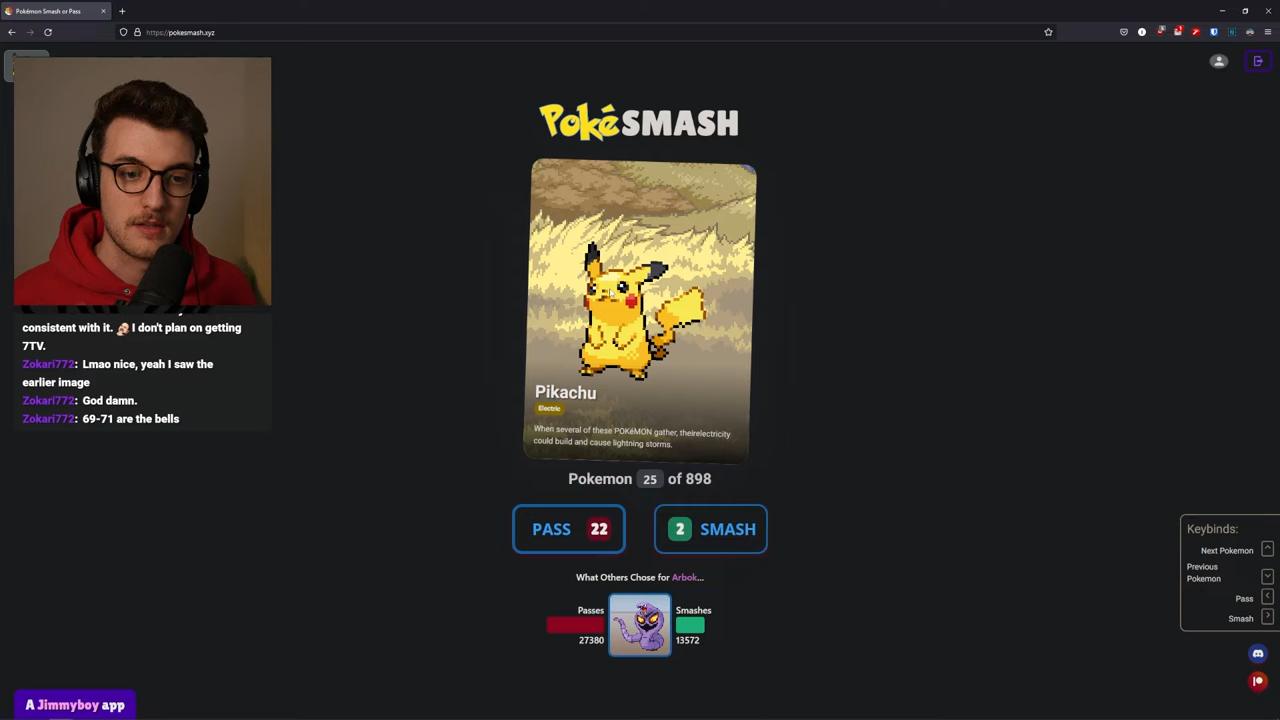 Pokémon Smash or Pass
https://pokesmash.xyz
PokéSMASH
consistent with it. I don't plan on getting
7TV.
Zokari772: Lmao nice, yeah I saw the
earlier image
Zokari772: God damn.
Zokari772: 69-71 are the bells
Pikachu
Electric
When several of these POKéMON gather, theirelectricity
could build and cause lightning storms.
Pokemon 25 of 898
PASS 22
2 SMASH
What Others Chose for Arbok...
Passes
27380
Smashes
13572
Keybinds:
Next Pokemon
Previous
Pokemon
Pass
Smash
A Jimmyboy app